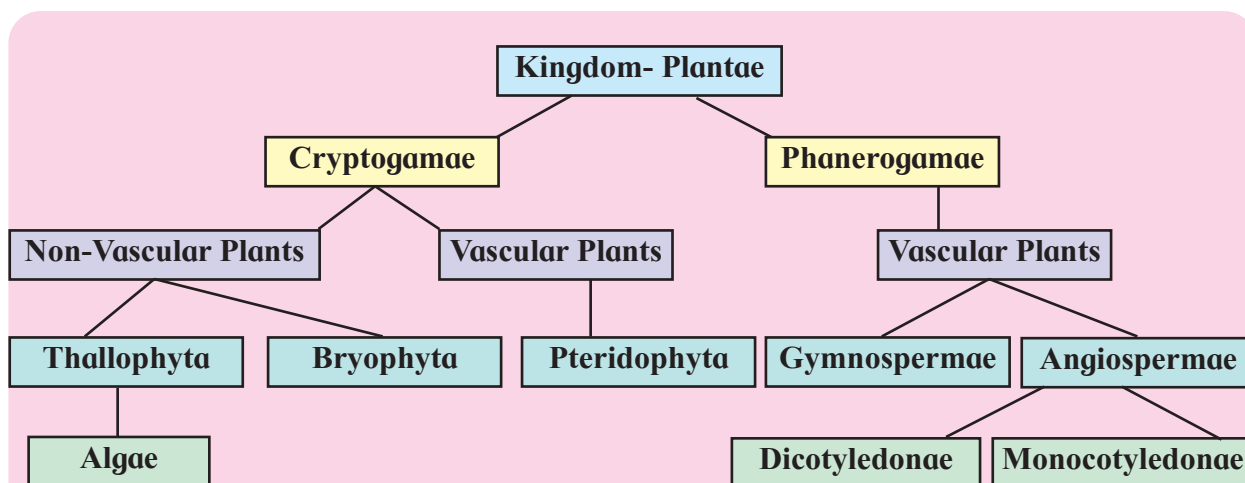 Kingdom- Plantae
Cryptogamae
Phanerogamae
Non-Vascular Plants
Vascular Plants
Vascular Plants
Thallophyta
Bryophyta
Pteridophyta
Gymnospermae
Angiospermae
Algae
Dicotyledonae
Monocotyledonae